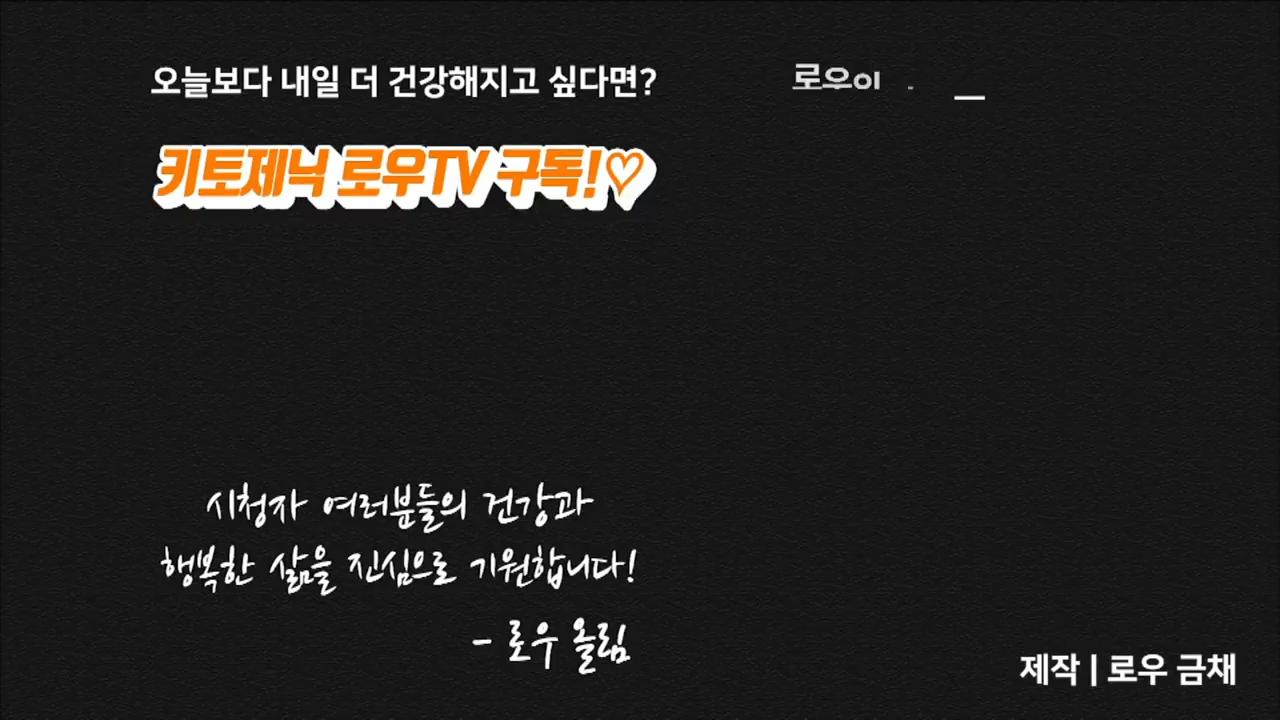 오늘보다 내일 더 건강해지고 싶다면?
키토제닉 로우TV 구독!♡
시청자 여러분들의 건강과
행복한 삶을 진심으로 기원합니다!
- 로우 올림
제작 | 로우 금채